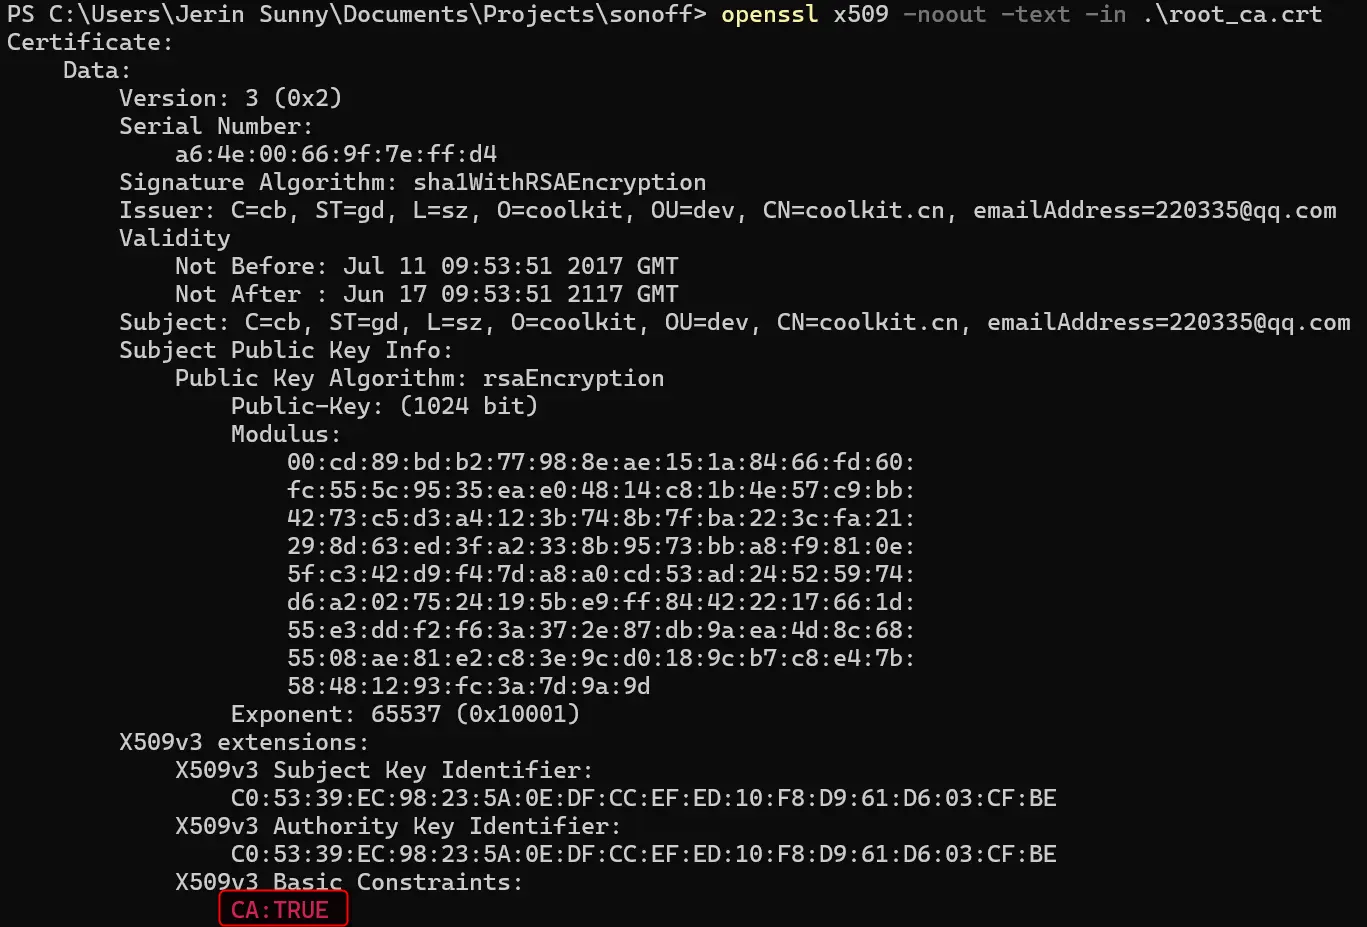 PS C:\Users\Jerin Sunny\Documents\Projects\sonoff> openssl x509 -noout -text -in .\root_ca.crt
Certificate:
Data:
Version: 3 (0x2)
Serial Number:
a6:4e:00:66:9f:7e:ff:d4
Signature Algorithm: sha1WithRSAEncryption
Issuer: C=cb, ST=gd, L=sz, O=coolkit, OU=dev, CN=coolkit.cn, emailAddress=220335@qq.com
Validity
Not Before: Jul 11 09:53:51 2017 GMT
Not After : Jun 17 09:53:51 2117 GMT
Subject: C=cb, ST=gd, L=sz, O=coolkit, OU=dev, CN=coolkit.cn, emailAddress=220335@qq.com
Subject Public Key Info:
Public Key Algorithm: rsaEncryption
Public-Key: (1024 bit)
Modulus:
00:cd:89:bd:b2:77:98:8e:ae:15:1a:84:66:fd:60:
fc:55:5c:95:35:ea:e0:48:14:c8:1b:4e:57:c9:bb:
42:73:c5:d3:a4:12:3b:74:8b:7f:ba:22:3c:fa:21:
29:8d:63:ed:3f:a2:33:8b:95:73:bb:a8:f9:81:0e:
5f:c3:42:d9:f4:7d:a8:a0:cd:53:ad:24:52:59:74:
d6:a2:02:75:24:19:5b:e9:ff:84:42:22:17:66:1d:
55:e3:dd:f2:f6:3a:37:2e:87:db:9a:ea:4d:8c:68:
55:08:ae:81:e2:c8:3e:9c:d0:18:9c:b7:c8:e4:7b:
58:48:12:93:fc:3a:7d:9a:9d
Exponent: 65537 (0x10001)
X509v3 extensions:
X509v3 Subject Key Identifier:
C0:53:39:EC:98:23:5A:0E:DF:CC:EF:ED:10:F8:D9:61:D6:03:CF:BE
X509v3 Authority Key Identifier:
C0:53:39:EC:98:23:5A:0E:DF:CC:EF:ED:10:F8:D9:61:D6:03:CF:BE
X509v3 Basic Constraints:
CA:TRUE